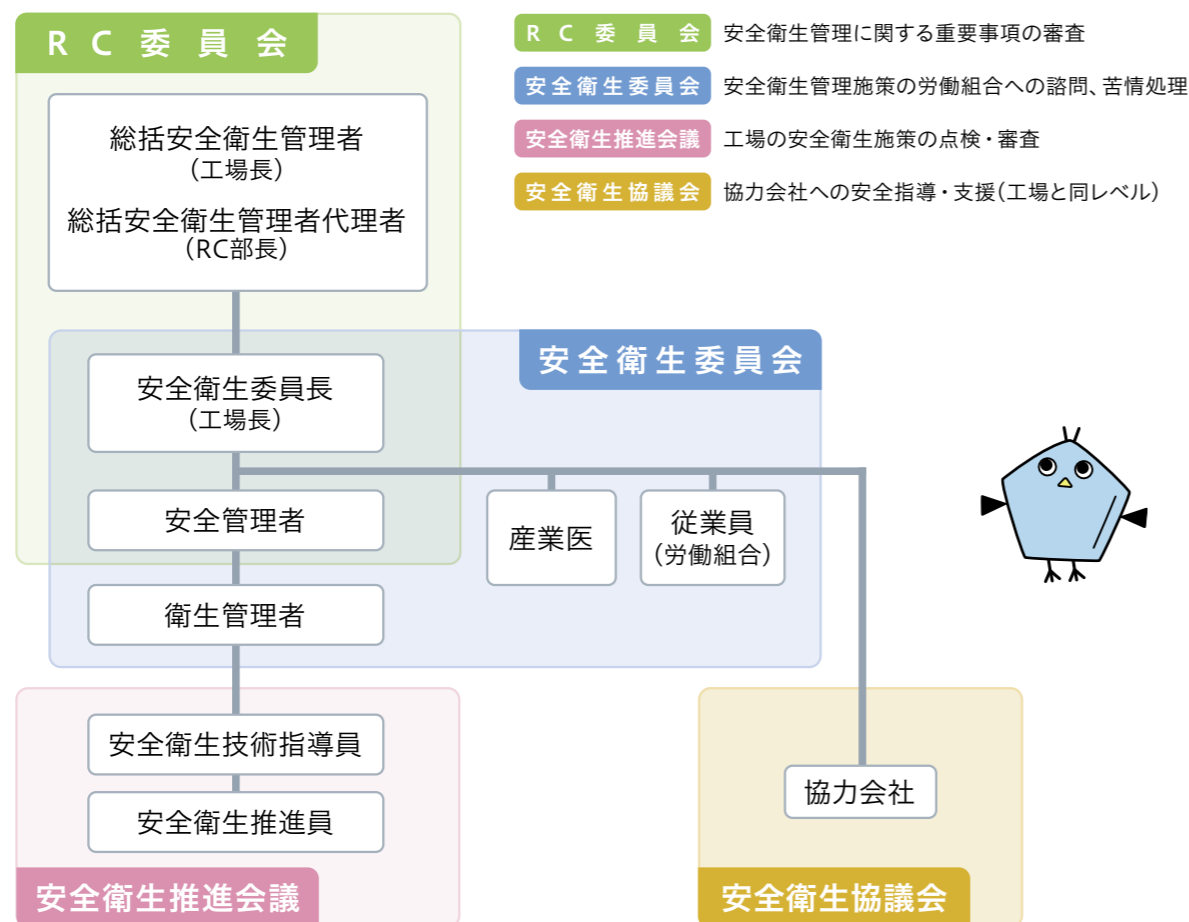 RC委員会
総括安全衛生管理者
（工場長）
総括安全衛生管理者代理者
（RC部長）
RC委員会 安全衛生管理に関する重要事項の審査
安全衛生委員会 安全衛生管理施策の労働組合への諮問、苦情処理
安全衛生推進会議 工場の安全衛生施策の点検・審査
安全衛生協議会 協力会社への安全指導・支援（工場と同レベル）
安全衛生委員会
安全衛生委員長
（工場長）
安全管理者
衛生管理者
産業医
従業員
（労働組合）
安全衛生技術指導員
安全衛生推進員
安全衛生推進会議
協力会社
安全衛生協議会